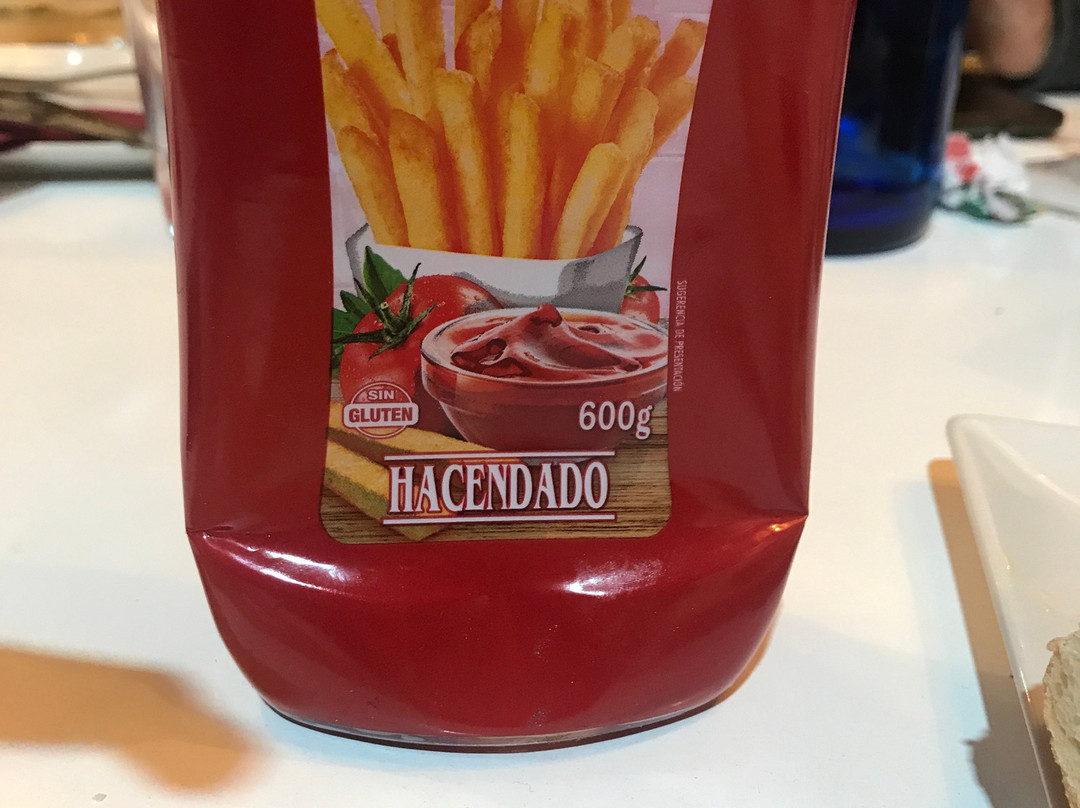 SUGERENCIA DE PRESENTACIÓN
SIN
GLUTEN
600g
HACENDADO